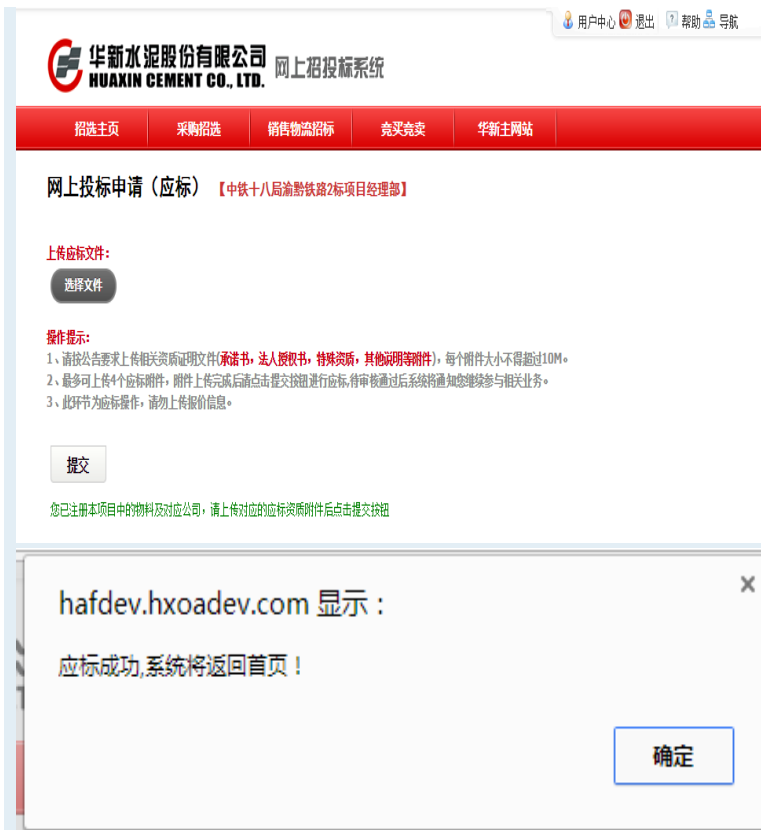 用户中心 退出 帮助 导航
华新水泥股份有限公司
HUAXIN CEMENT CO., LTD.
网上招投标系统
招选主页 采购招选 销售物流招标 竞买竞卖 华新主网站
网上投标申请（应标） 【中铁十八局渝黔铁路2标项目经理部】
上传应标文件：
选择文件
操作提示：
1、请按公告要求上传相关资质证明文件(承诺书，法人授权书，特殊资质，其他说明等附件)，每个附件大小不得超过10M。
2、最多可上传4个应标附件，附件上传完成后请点击提交按钮进行应标,待审核通过后系统将通知您继续参与相关业务。
3、此环节为应标操作，请勿上传报价信息。
提交
您已注册本项目中的物料及对应公司，请上传对应的应标资质附件后点击提交按钮
hafdev.hxoadev.com 显示：
应标成功,系统将返回首页！
确定